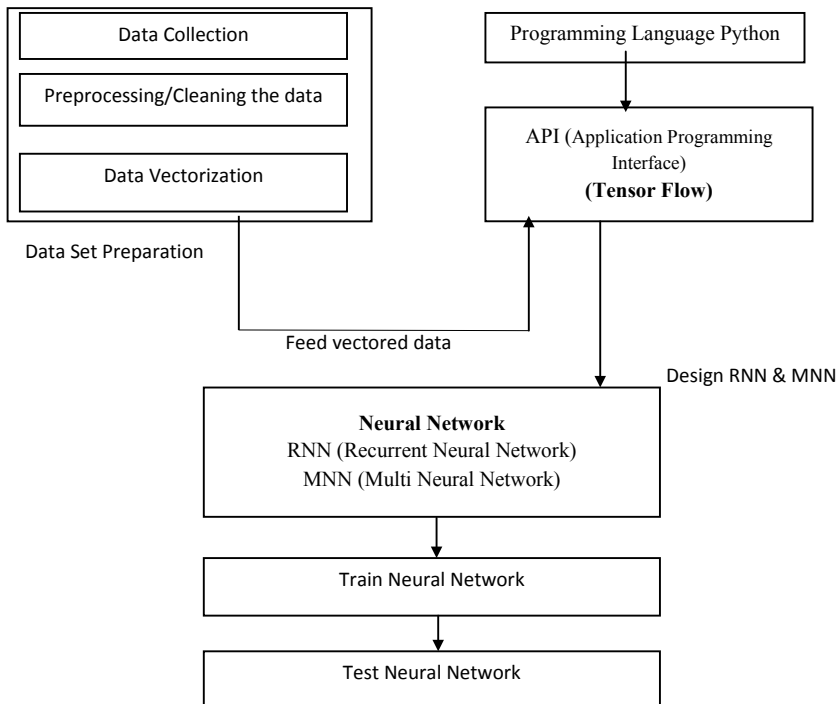 Data Collection
Preprocessing/Cleaning the data
Data Vectorization
Data Set Preparation
Programming Language Python
API (Application Programming
Interface)
(Tensor Flow)
Feed vectored data
Design RNN & MNN
Neural Network
RNN (Recurrent Neural Network)
MNN (Multi Neural Network)
Train Neural Network
Test Neural Network